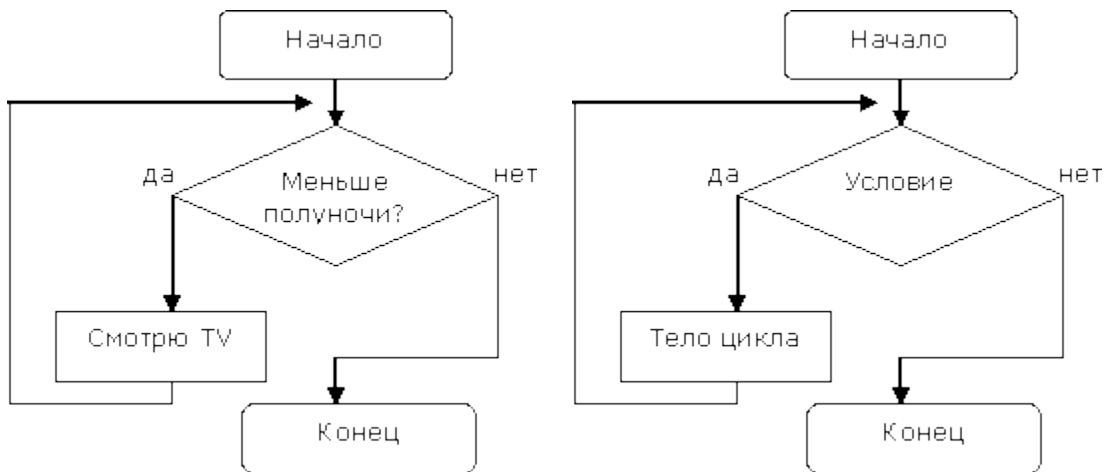 Начало
да
нет
Меньше
полуночи?
Смотрю TV
Конец
Начало
да
нет
Условие
Тело цикла
Конец